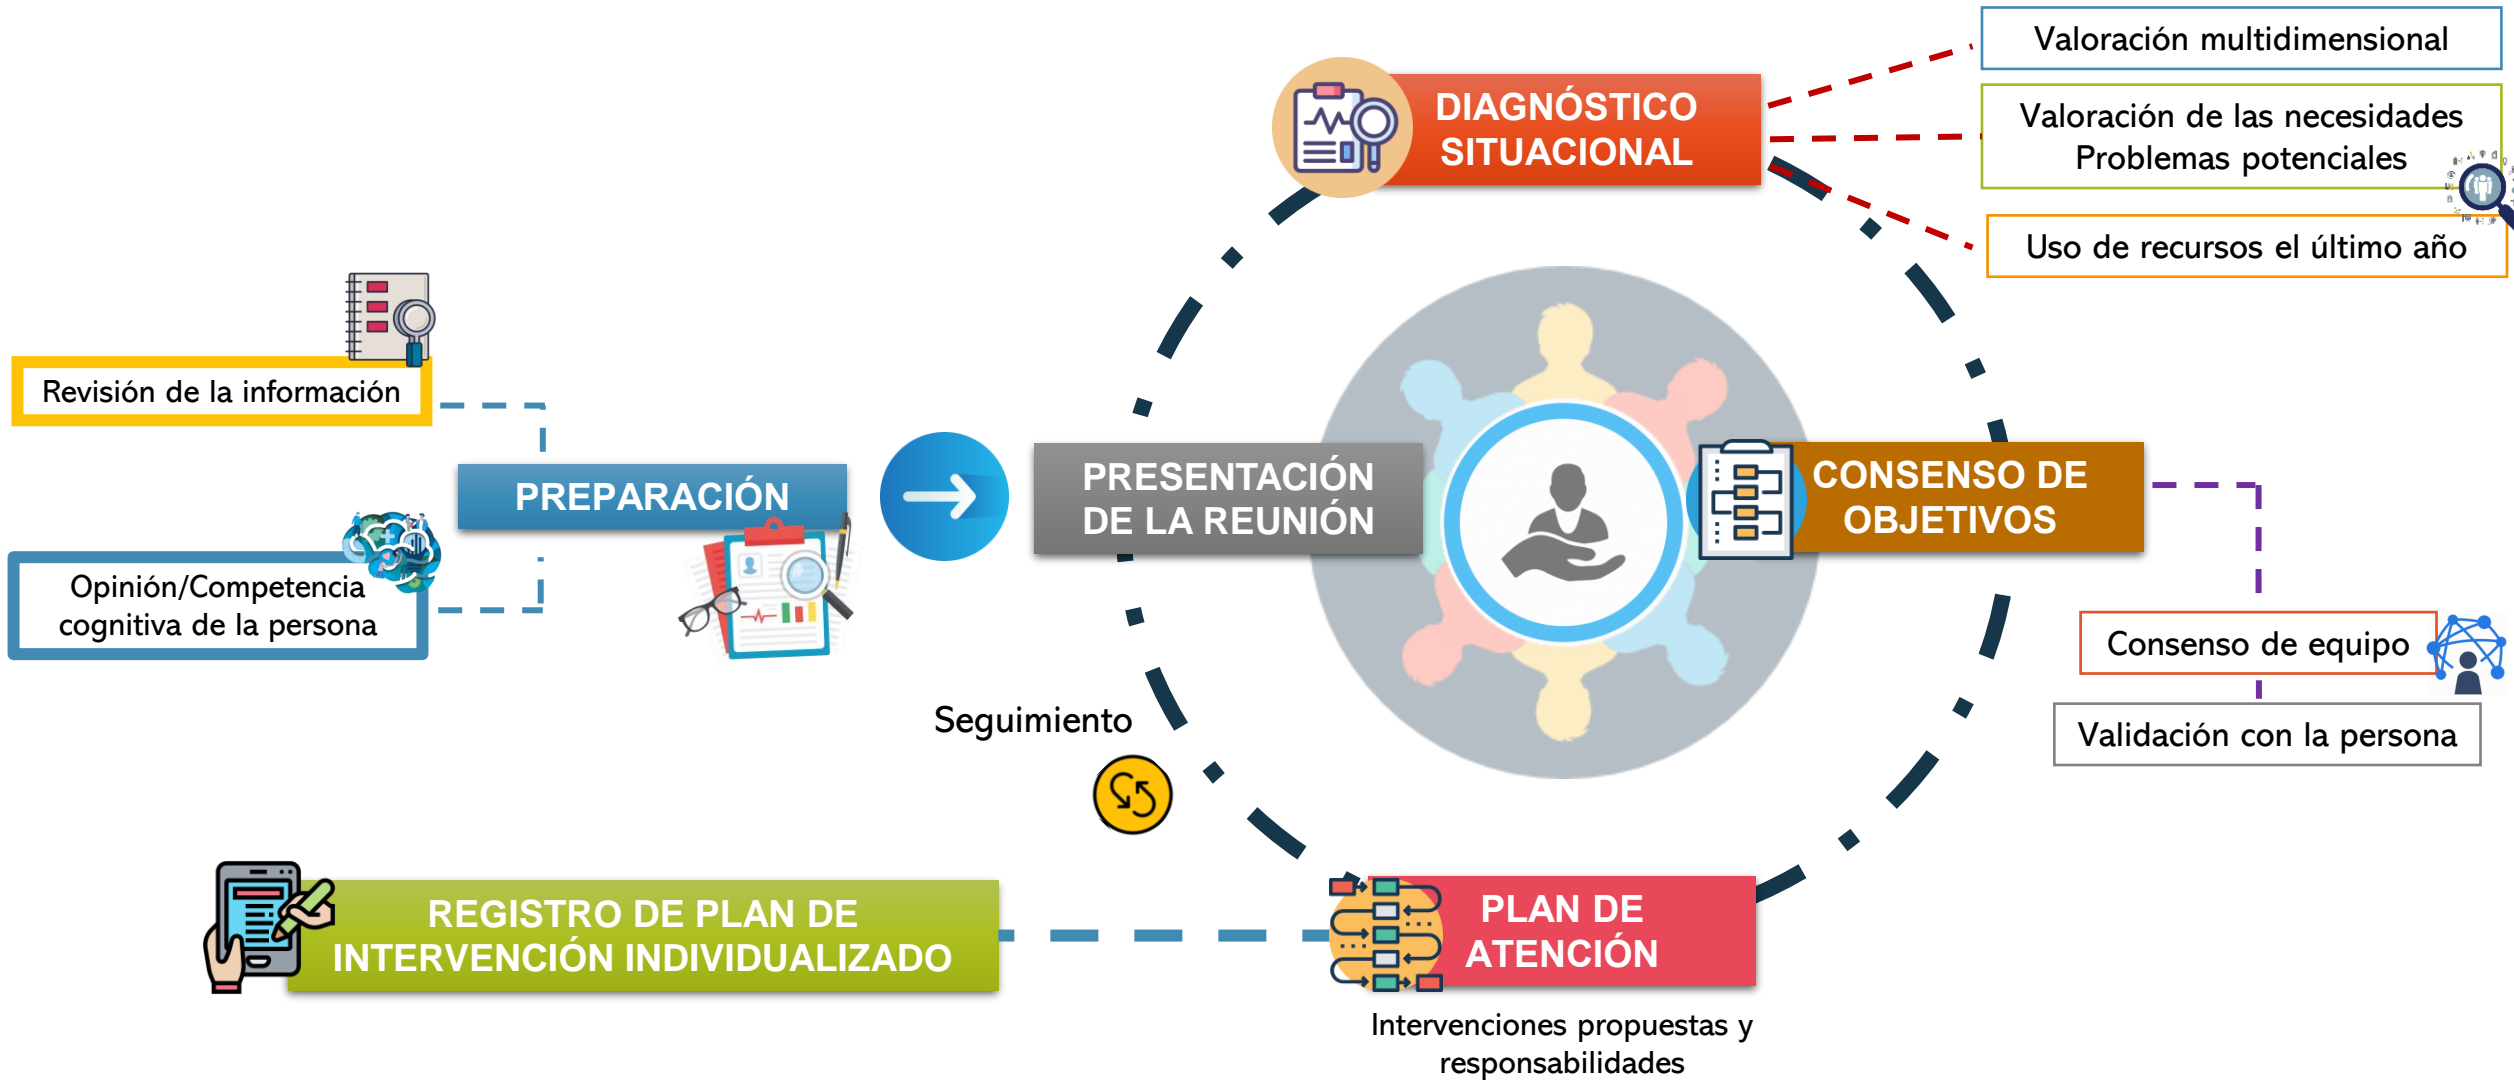 Valoración multidimensional
DIAGNÓSTICO
SITUACIONAL
Valoración de las necesidades
Problemas potenciales
Uso de recursos el último año
Revisión de la información
PREPARACIÓN
Opinión/Competencia
cognitiva de la persona
PRESENTACIÓN
DE LA REUNIÓN
CONSENSO DE
OBJETIVOS
Consenso de equipo
Validación con la persona
Seguimiento
REGISTRO DE PLAN DE
INTERVENCIÓN INDIVIDUALIZADO
PLAN DE
ATENCIÓN
Intervenciones propuestas y
responsabilidades